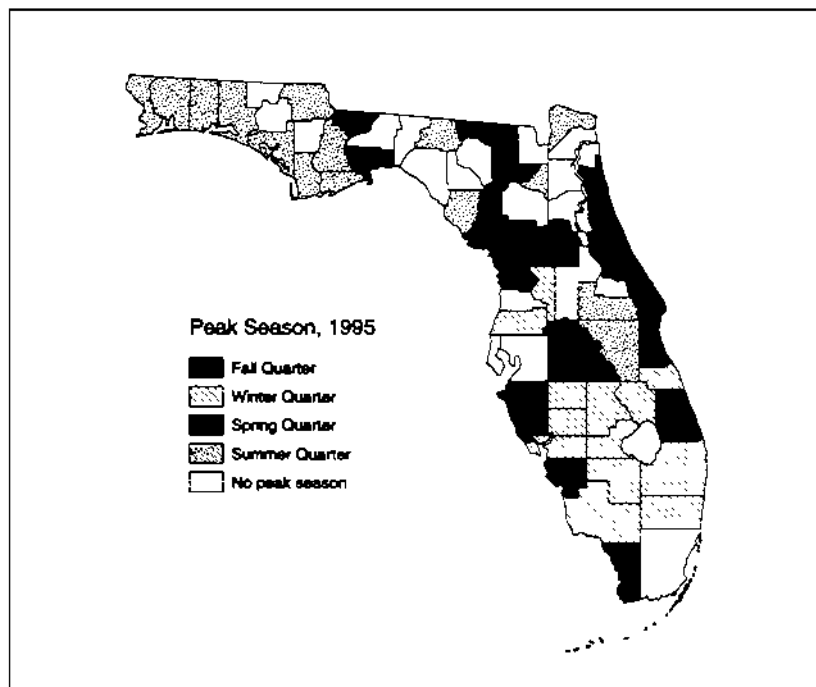 Peak Season, 1995
Fall Quarter
Winter Quarter
Spring Quarter
Summer Quarter
No peak season